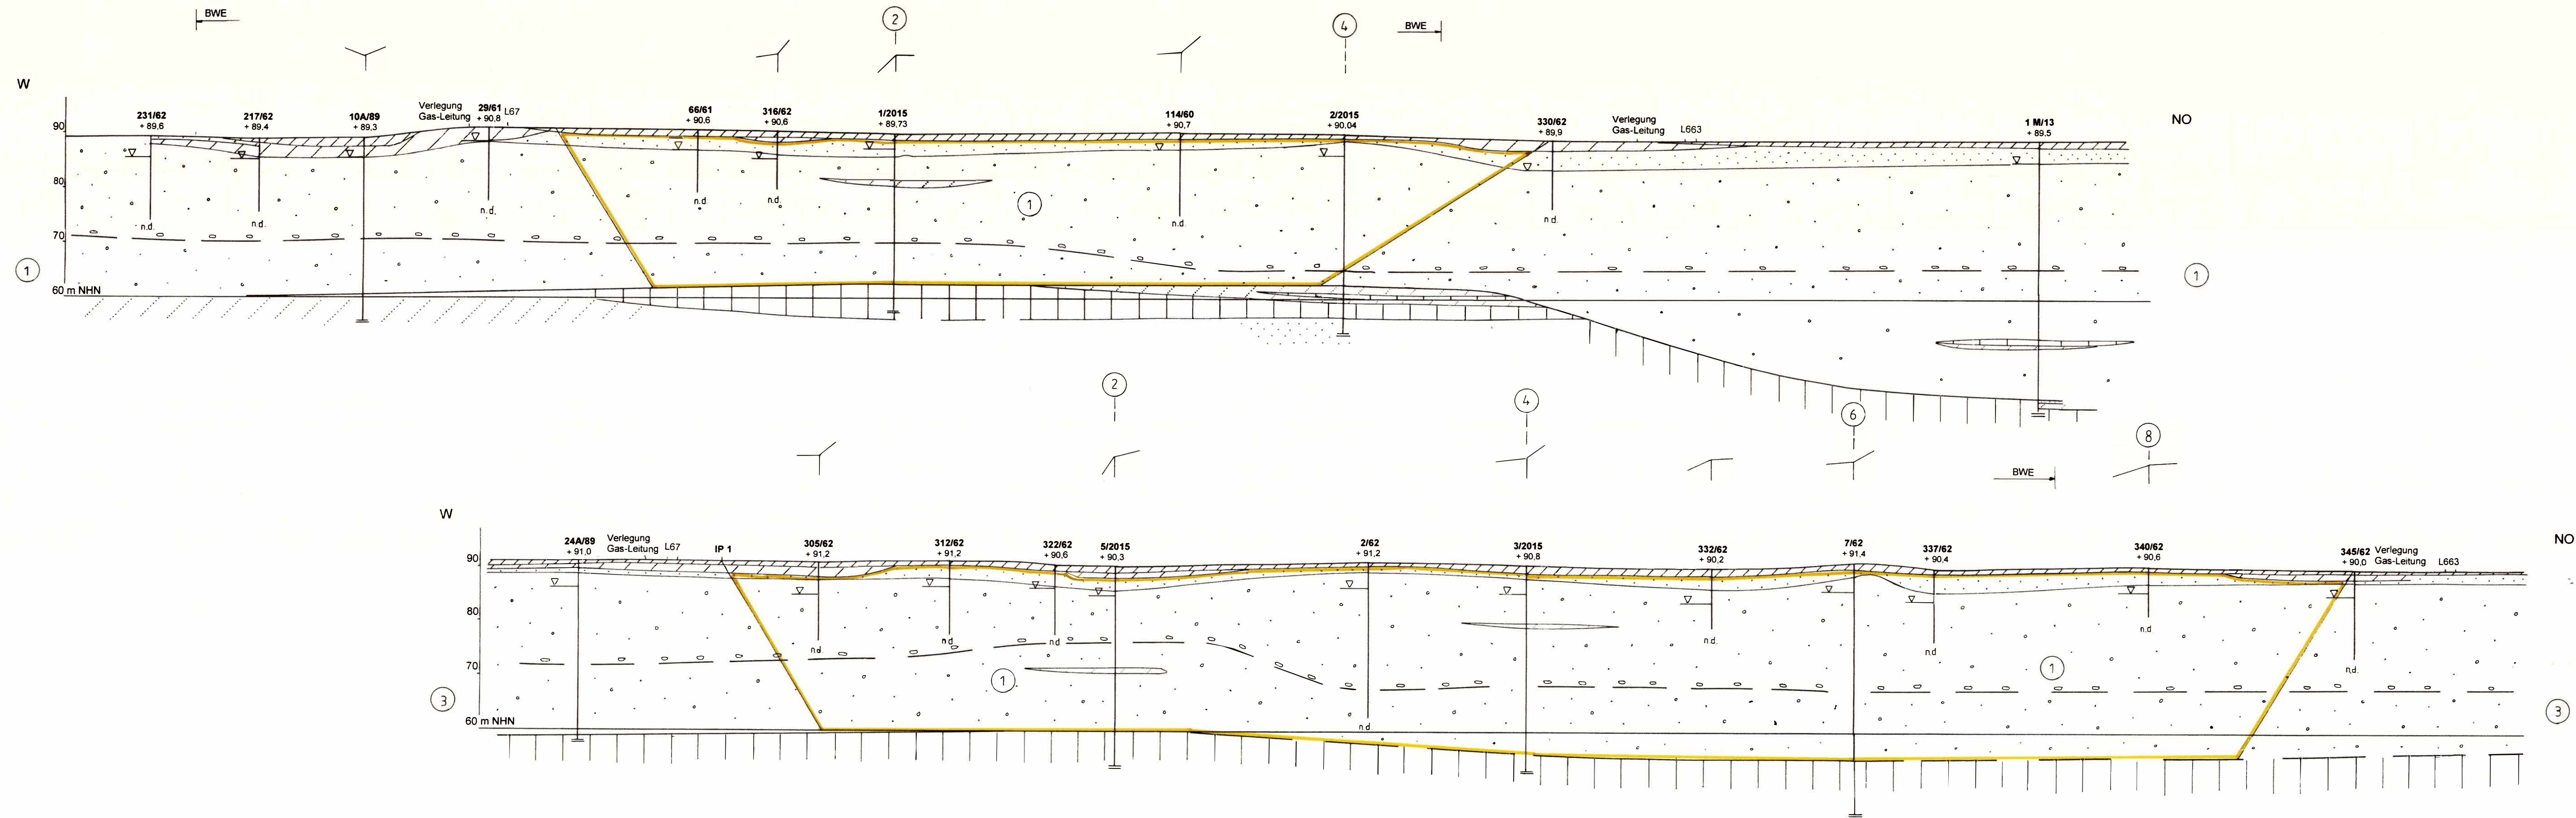 BWE
2
4
BWE
W
231/62
+ 89,6
217/62
+ 89,4
10A/89
+ 89,3
Verlegung
Gas-Leitung
29/61
+ 90,8
L67
66/61
+ 90.6
316/62
+ 90,6
1/2015
+ 89,73
114/60
+ 90,7
2/2015
+ 90,04
330/62
+ 89,9
Verlegung
Gas-Leitung
L663
1 M/13
+ 89,5
NO
90
80
70
60 m NHN
n.d.
n.d.
n.d.
n.d.
n.d.
n.d.
n.d.
1
1
1
2
4
6
8
BWE
W
24A/89
+ 91,0
Verlegung
Gas-Leitung
L67
IP 1
305/62
+ 91,2
312/62
+ 91,2
322/62
+ 90,6
5/2015
+ 90,3
2/62
+ 91,2
3/2015
+ 90,8
332/62
+ 90,2
7/62
+ 91,4
337/62
+ 90,4
340/62
+ 90,6
345/62
+ 90,0
Verlegung
Gas-Leitung
L663
NO
90
80
70
60 m NHN
n.d
n.d.
n.d
n.d
n.d.
n.d
n.d
n.d.
3
1
1
3